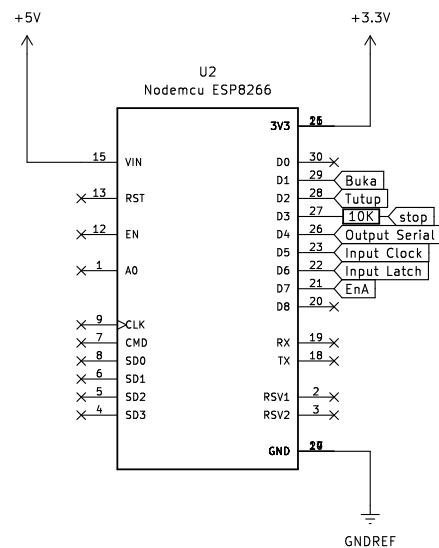 +5V
+3.3V
U2
Nodemcu ESP8266
3V3
15 VIN
D0 30
D1 29 Buka
13 RST
D2 28 Tutup
D3 27 10K stop
12 EN
D4 26 Output Serial
D5 23 Input Clock
1 A0
D6 22 Input Latch
D7 21 EnA
D8 20
9 CLK
7 CMD
RX 19
8 SD0
TX 18
6 SD1
5 SD2
RSV1 2
4 SD3
RSV2 3
GND
GNDREF